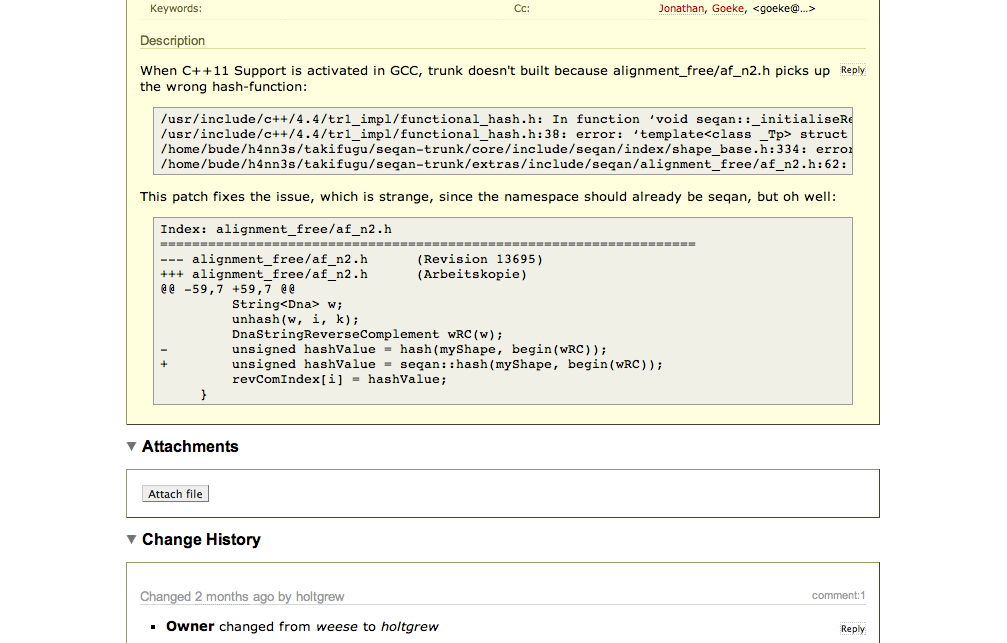 Keywords: Cc: Jonathan, Goeke, <goeke@...>
Description
When C++11 Support is activated in GCC, trunk doesn't built because alignment_free/af_n2.h picks up Reply
the wrong hash-function:
/usr/include/c++/4.4/tr1_impl/functional_hash.h: In function ‘void seqan::_initialiseRe
/usr/include/c++/4.4/tr1_impl/functional_hash.h:38: error: ‘template<class _Tp> struct
/home/bude/h4nn3s/takifugu/seqan-trunk/core/include/seqan/index/shape_base.h:334: error
/home/bude/h4nn3s/takifugu/seqan-trunk/extras/include/seqan/alignment_free/af_n2.h:62:
This patch fixes the issue, which is strange, since the namespace should already be seqan, but oh well:
Index: alignment_free/af_n2.h
===================================================================
--- alignment_free/af_n2.h (Revision 13695)
+++ alignment_free/af_n2.h (Arbeitskopie)
@@ -59,7 +59,7 @@
String<Dna> w;
unhash(w, i, k);
DnaStringReverseComplement wRC(w);
- unsigned hashValue = hash(myShape, begin(wRC));
+ unsigned hashValue = seqan::hash(myShape, begin(wRC));
revComIndex[i] = hashValue;
}
Attachments
Attach file
Change History
Changed 2 months ago by holtgrew comment:1
Owner changed from weese to holtgrew
Reply